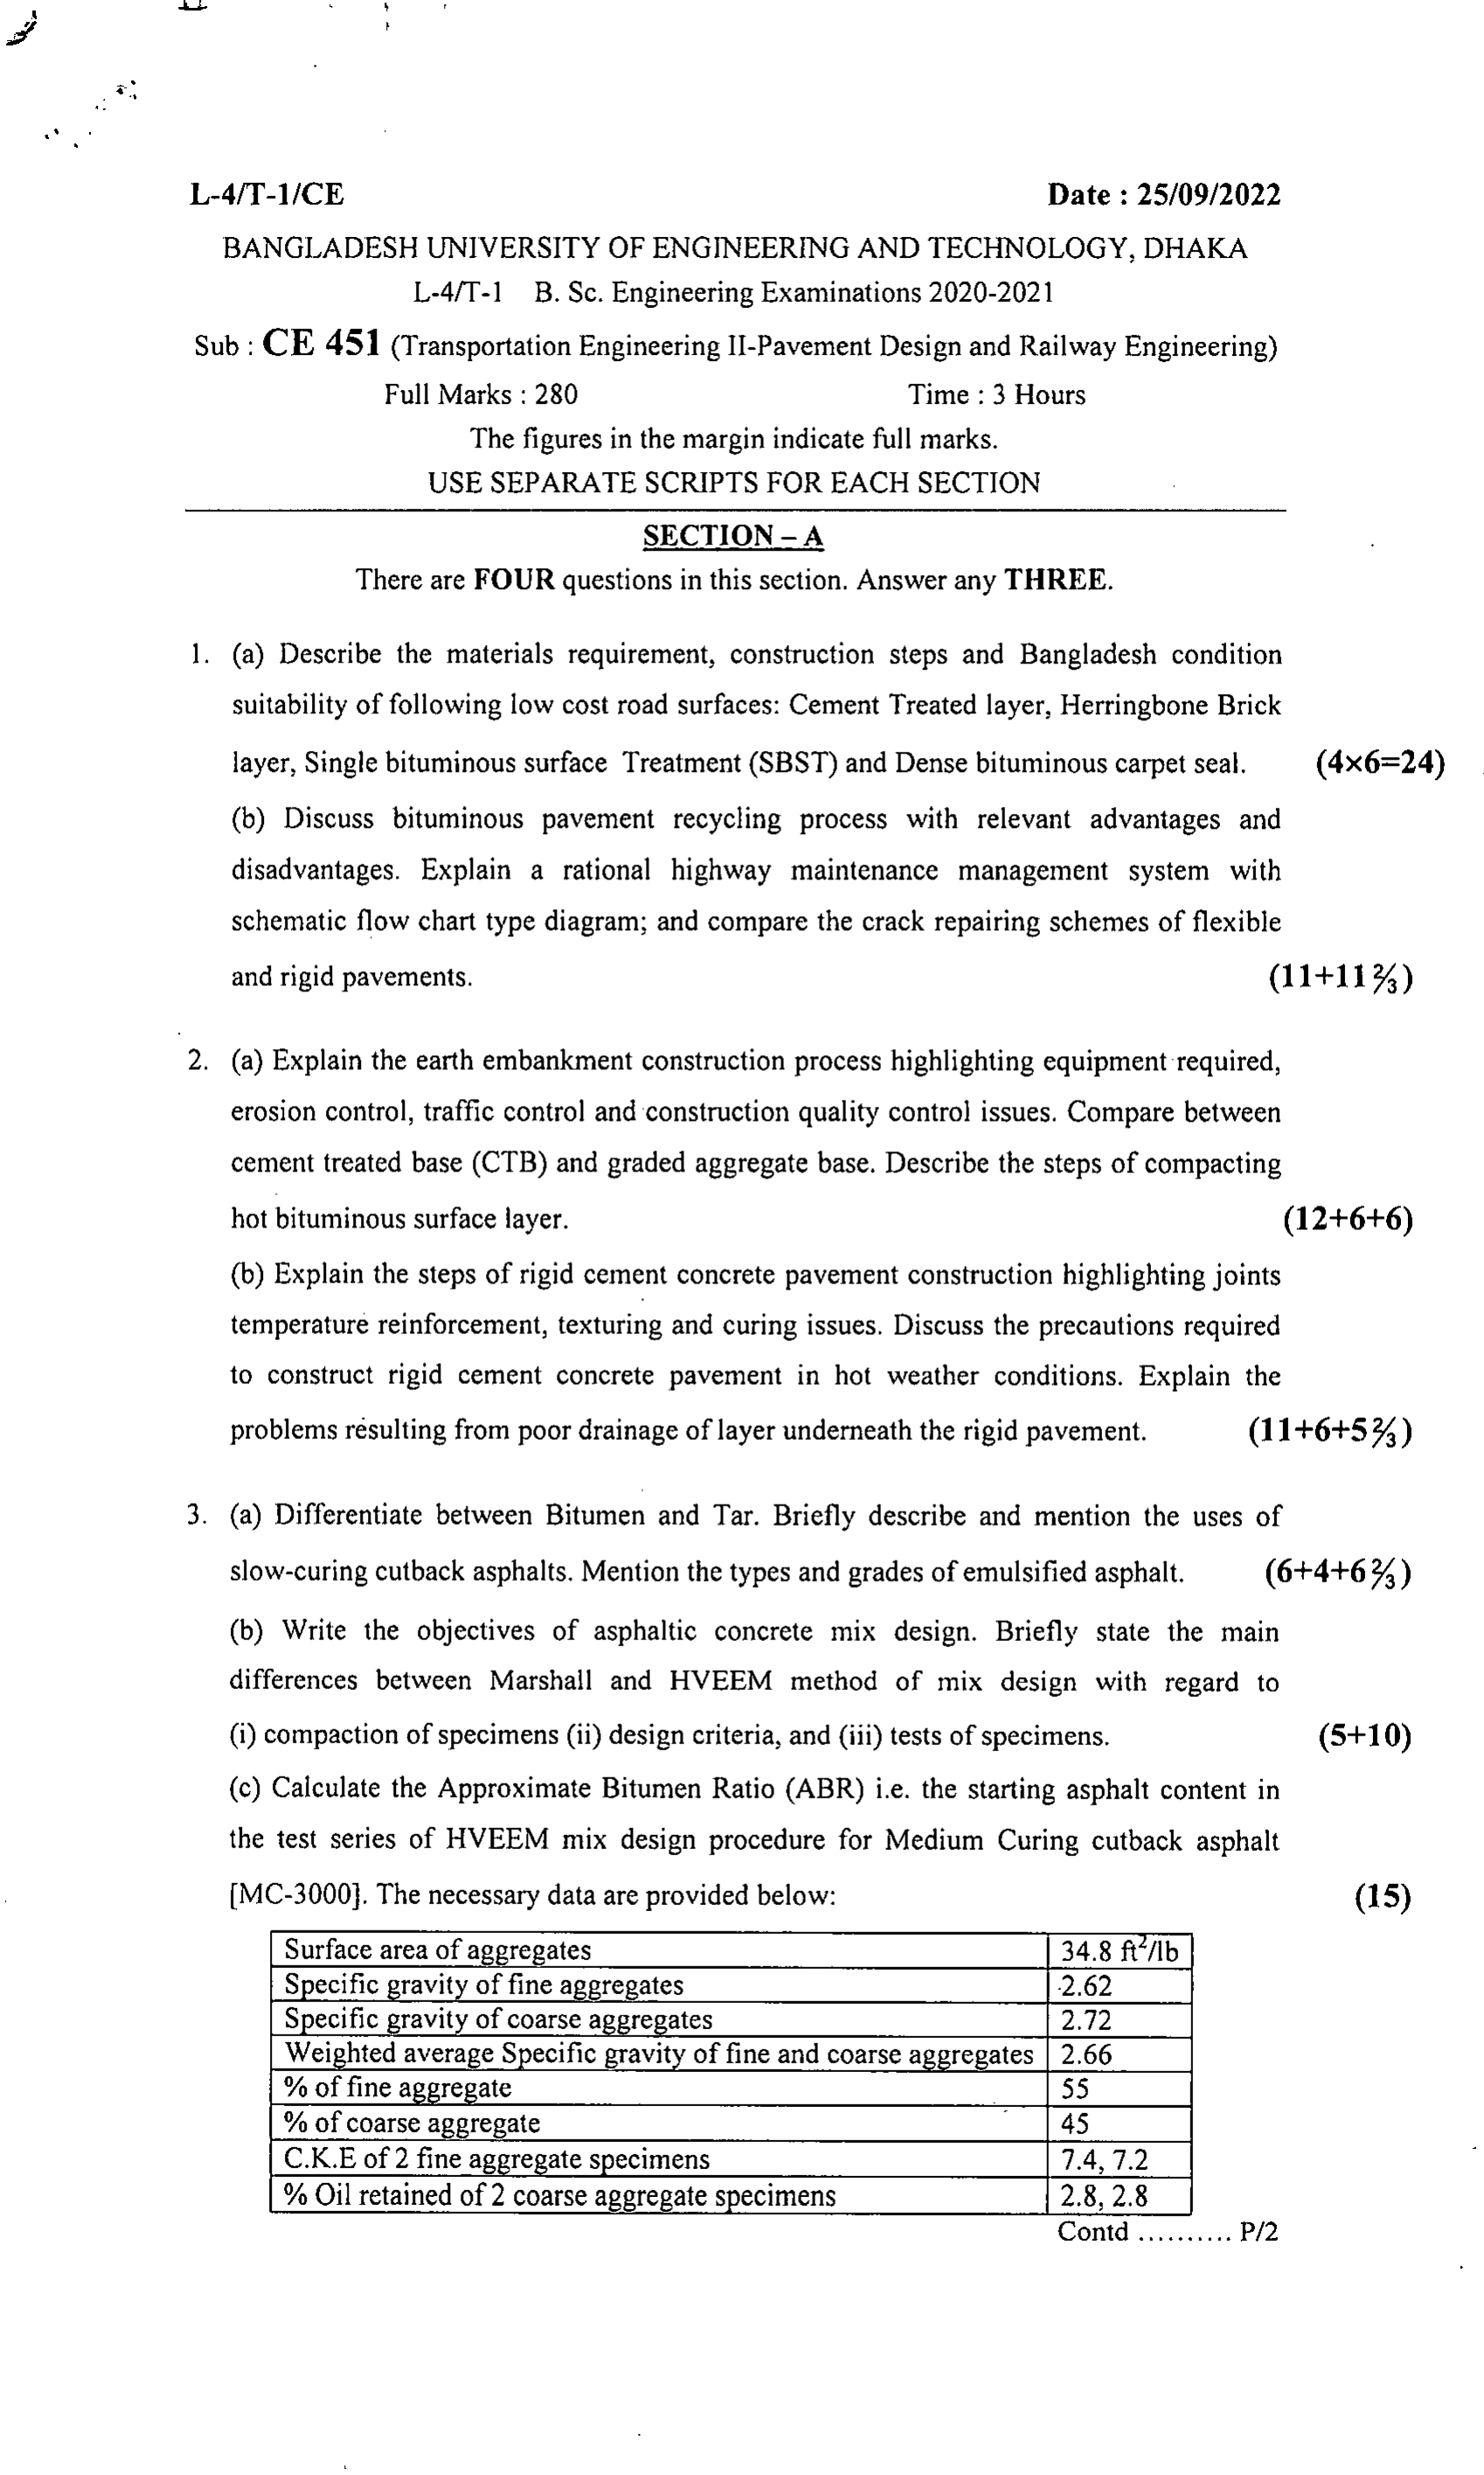 L-4/T-1/CE Date : 25/09/2022
BANGLADESH UNIVERSITY OF ENGINEERING AND TECHNOLOGY, DHAKA
L-4/T-1 B. Sc. Engineering Examinations 2020-2021
Sub : CE 451 (Transportation Engineering II-Pavement Design and Railway Engineering)
Full Marks : 280 Time : 3 Hours
The figures in the margin indicate full marks.
USE SEPARATE SCRIPTS FOR EACH SECTION
SECTION – A
There are FOUR questions in this section. Answer any THREE.
1. (a) Describe the materials requirement, construction steps and Bangladesh condition
suitability of following low cost road surfaces: Cement Treated layer, Herringbone Brick
layer, Single bituminous surface Treatment (SBST) and Dense bituminous carpet seal. (4×6=24)
(b) Discuss bituminous pavement recycling process with relevant advantages and
disadvantages. Explain a rational highway maintenance management system with
schematic flow chart type diagram; and compare the crack repairing schemes of flexible
and rigid pavements. (11+11⅔)
2. (a) Explain the earth embankment construction process highlighting equipment required,
erosion control, traffic control and construction quality control issues. Compare between
cement treated base (CTB) and graded aggregate base. Describe the steps of compacting
hot bituminous surface layer. (12+6+6)
(b) Explain the steps of rigid cement concrete pavement construction highlighting joints
temperature reinforcement, texturing and curing issues. Discuss the precautions required
to construct rigid cement concrete pavement in hot weather conditions. Explain the
problems resulting from poor drainage of layer underneath the rigid pavement. (11+6+5⅔)
3. (a) Differentiate between Bitumen and Tar. Briefly describe and mention the uses of
slow-curing cutback asphalts. Mention the types and grades of emulsified asphalt. (6+4+6⅔)
(b) Write the objectives of asphaltic concrete mix design. Briefly state the main
differences between Marshall and HVEEM method of mix design with regard to
(i) compaction of specimens (ii) design criteria, and (iii) tests of specimens. (5+10)
(c) Calculate the Approximate Bitumen Ratio (ABR) i.e. the starting asphalt content in
the test series of HVEEM mix design procedure for Medium Curing cutback asphalt
[MC-3000]. The necessary data are provided below: (15)
Surface area of aggregates 34.8 ft²/lb
Specific gravity of fine aggregates 2.62
Specific gravity of coarse aggregates 2.72
Weighted average Specific gravity of fine and coarse aggregates 2.66
% of fine aggregate 55
% of coarse aggregate 45
C.K.E of 2 fine aggregate specimens 7.4, 7.2
% Oil retained of 2 coarse aggregate specimens 2.8, 2.8
Contd .......... P/2